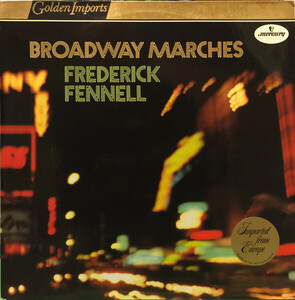 Golden Imports
mercury
BROADWAY MARCHES
FREDERICK
FENNELL
Imported
from
Europe